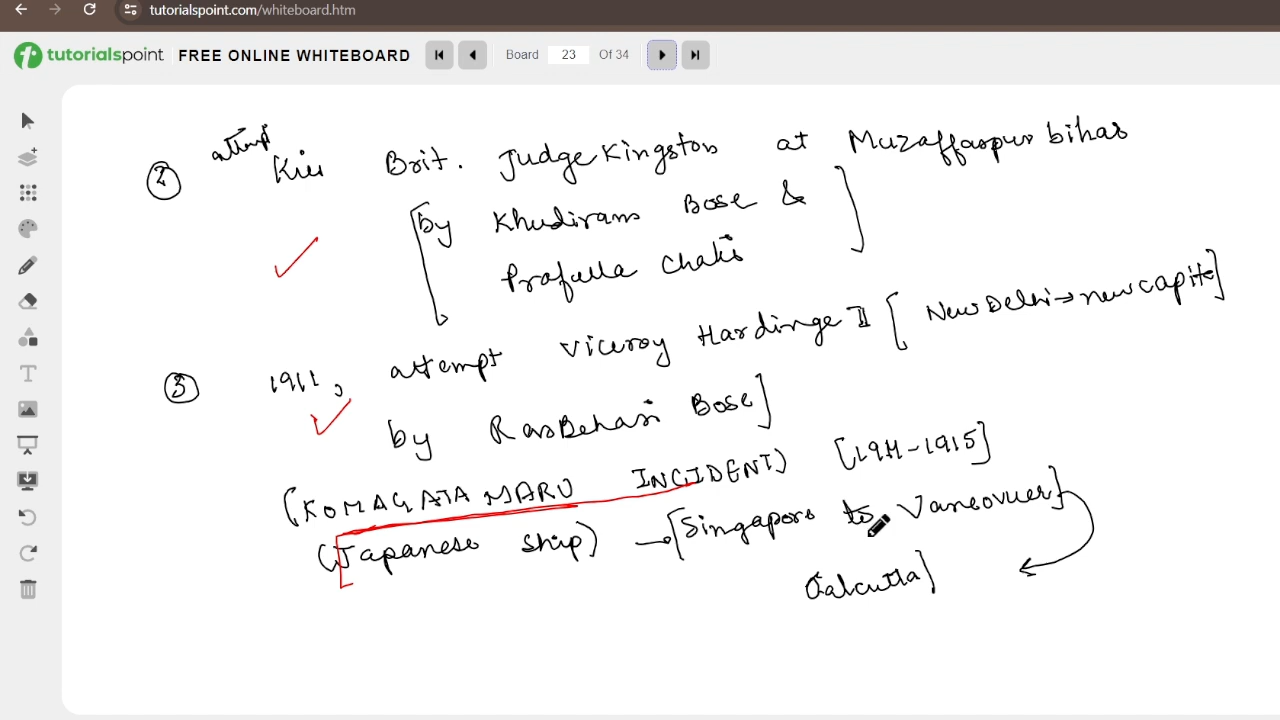 tutorialspoint.com/whiteboard.htm
tutorialspoint FREE ONLINE WHITEBOARD Board 23 Of 34
attempt
② Kill Brit. Judge Kingston at Muzaffarpur bihar
[by Khudiram Bose &
Prafulla Chaki]
③ 1911, attempt Viceroy Hardinge II [New Delhi → new capital]
by RasBehari Bose]
(KOMAGATA MARU INCIDENT) [1911-1915]
(Japanese ship) → [Singapore to Vancovuer]
Calcutta]